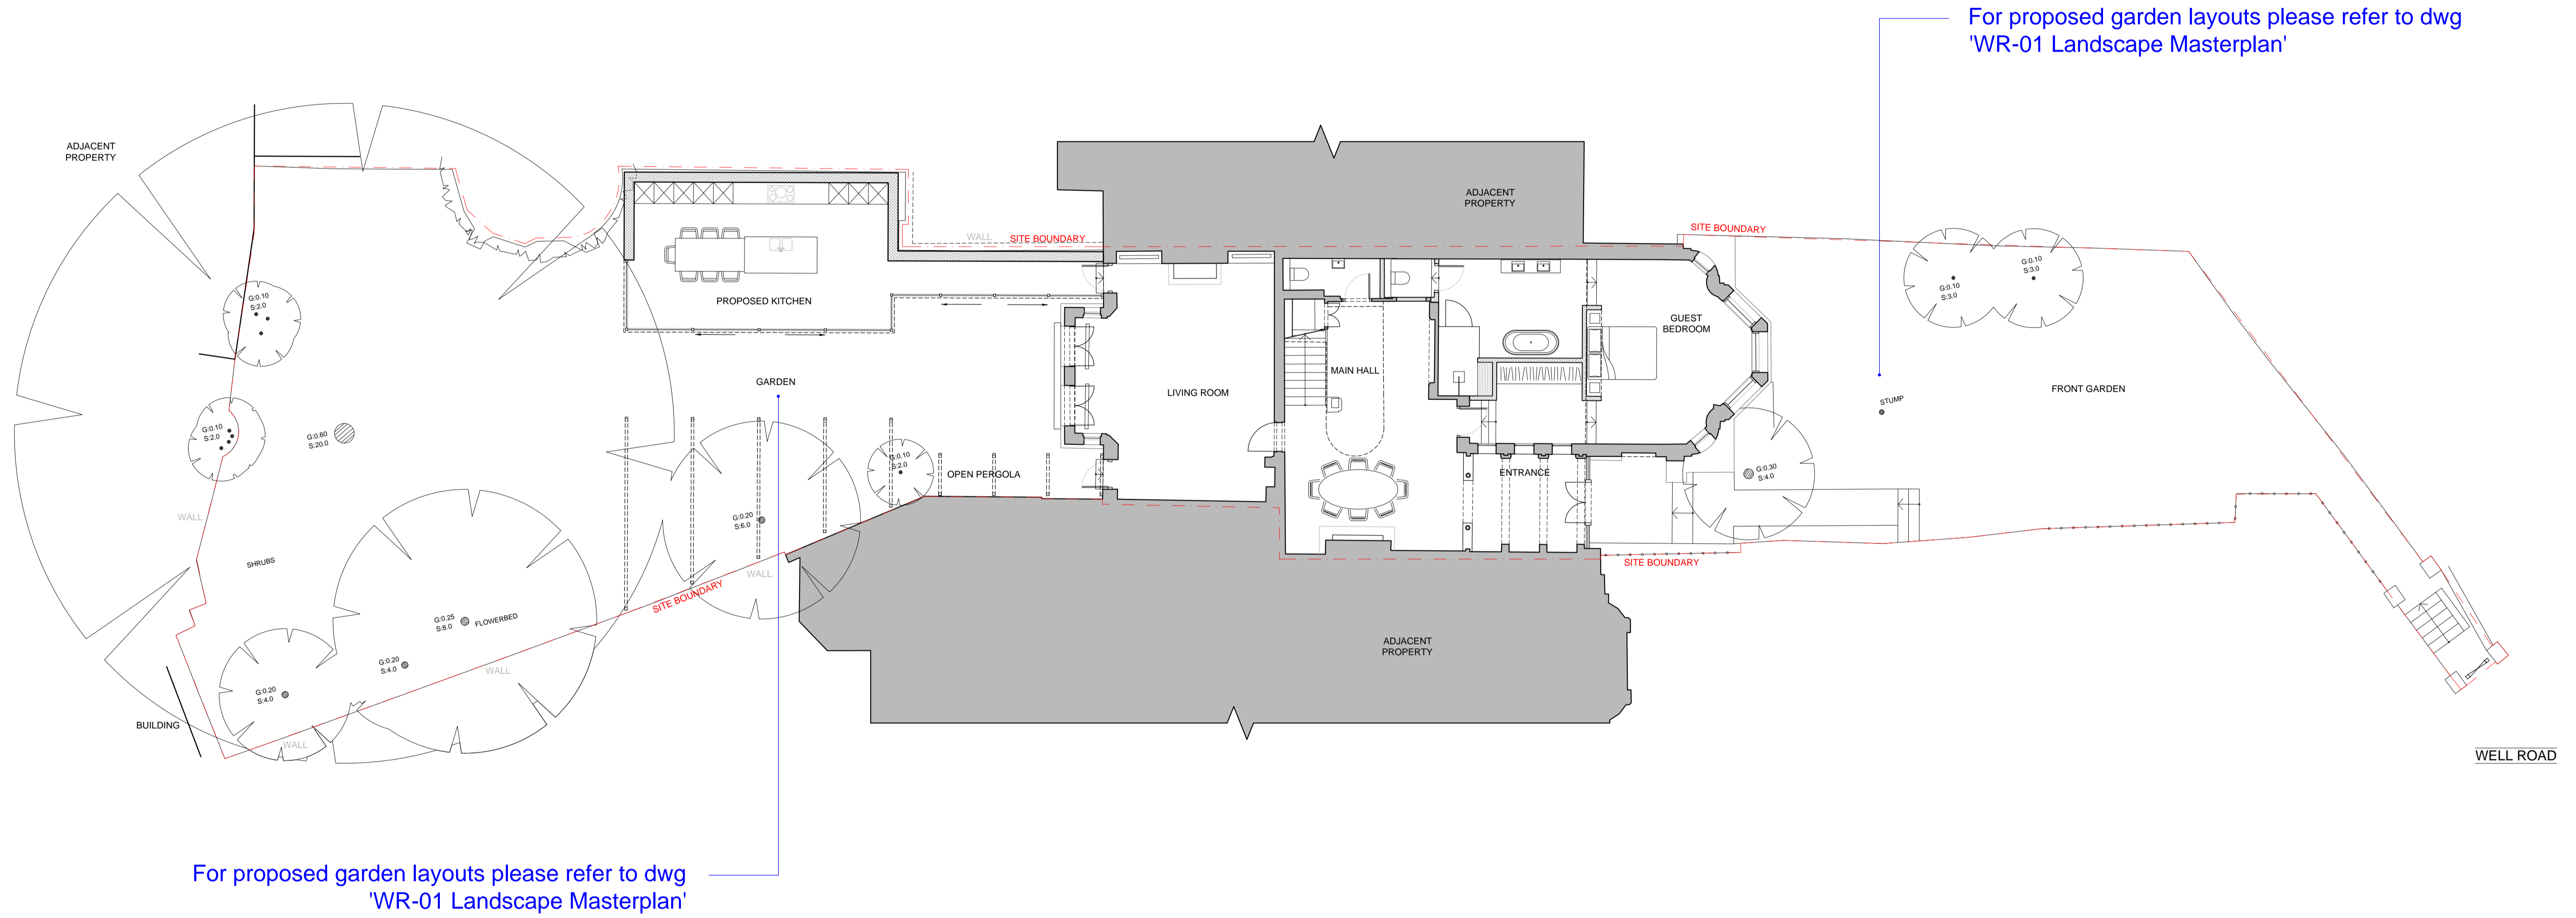 For proposed garden layouts please refer to dwg
'WR-01 Landscape Masterplan'
ADJACENT
PROPERTY
ADJACENT
PROPERTY
WALL
SITE BOUNDARY
SITE BOUNDARY
G:0.10
S:3.0
G:0.10
S:3.0
G:0.10
S:2.0
PROPOSED KITCHEN
GUEST
BEDROOM
MAIN HALL
GARDEN
LIVING ROOM
FRONT GARDEN
STUMP
G:0.10
S:2.0
G:0.60
S:20.0
G:0.10
S:2.0
OPEN PERGOLA
ENTRANCE
G:0.30
S:4.0
WALL
G:0.20
S:6.0
SHRUBS
WALL
SITE BOUNDARY
SITE BOUNDARY
G:0.25
S:8.0
FLOWERBED
ADJACENT
PROPERTY
G:0.20
S:4.0
WALL
G:0.20
S:4.0
BUILDING
WALL
WELL ROAD
For proposed garden layouts please refer to dwg
'WR-01 Landscape Masterplan'